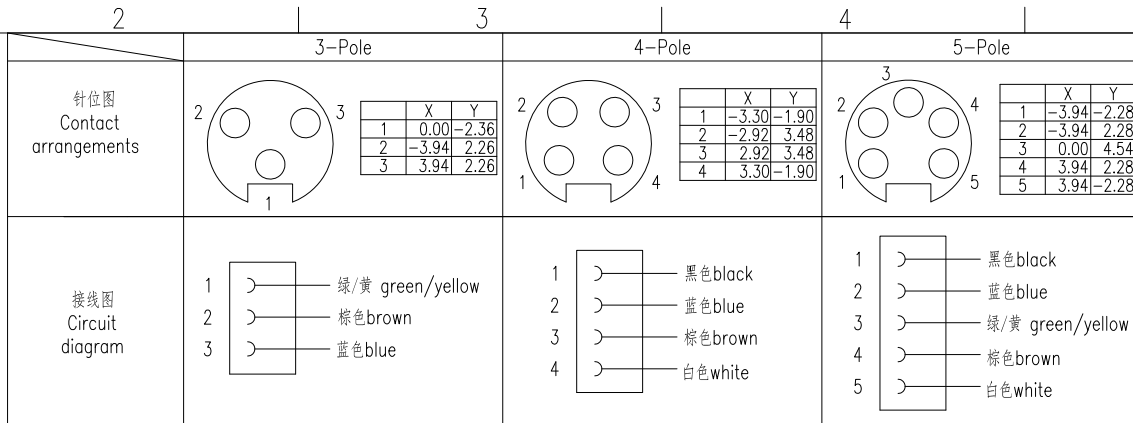 2 3 4
3-Pole 4-Pole 5-Pole
针位图
Contact
arrangements
2 3
1
X Y
1 0.00 -2.36
2 -3.94 2.26
3 3.94 2.26
2 3
1 4
X Y
1 -3.30 -1.90
2 -2.92 3.48
3 2.92 3.48
4 3.30 -1.90
3
2 4
1 5
X Y
1 -3.94 -2.28
2 -3.94 2.28
3 0.00 4.54
4 3.94 2.28
5 3.94 -2.28
接线图
Circuit
diagram
1 绿/黄 green/yellow
2 棕色brown
3 蓝色blue
1 黑色black
2 蓝色blue
3 棕色brown
4 白色white
1 黑色black
2 蓝色blue
3 绿/黄 green/yellow
4 棕色brown
5 白色white